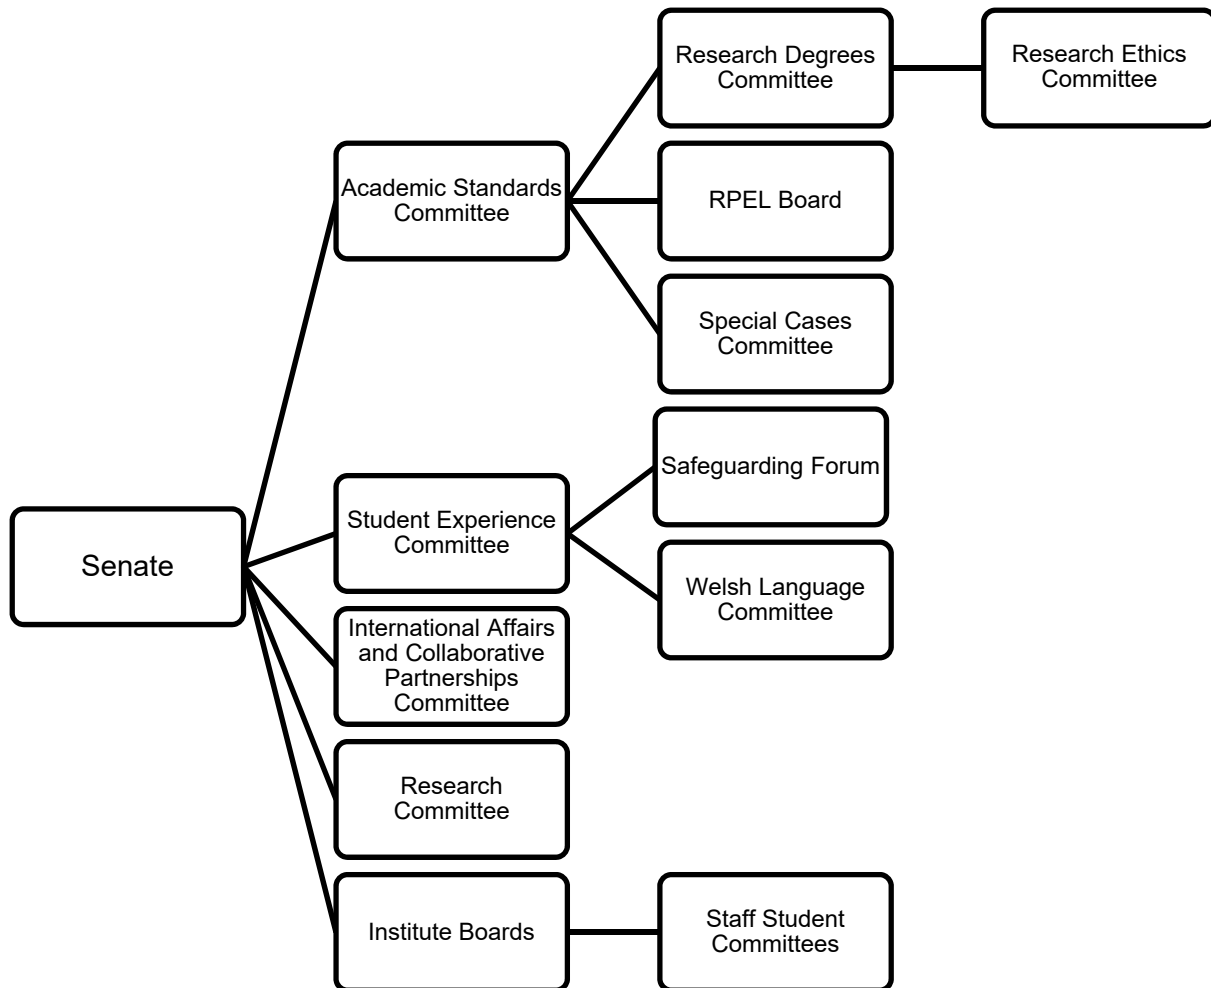 Research Degrees
Committee
Research Ethics
Committee
Academic Standards
Committee
RPEL Board
Special Cases
Committee
Safeguarding Forum
Student Experience
Committee
Senate
Welsh Language
Committee
International Affairs
and Collaborative
Partnerships
Committee
Research
Committee
Institute Boards
Staff Student
Committees